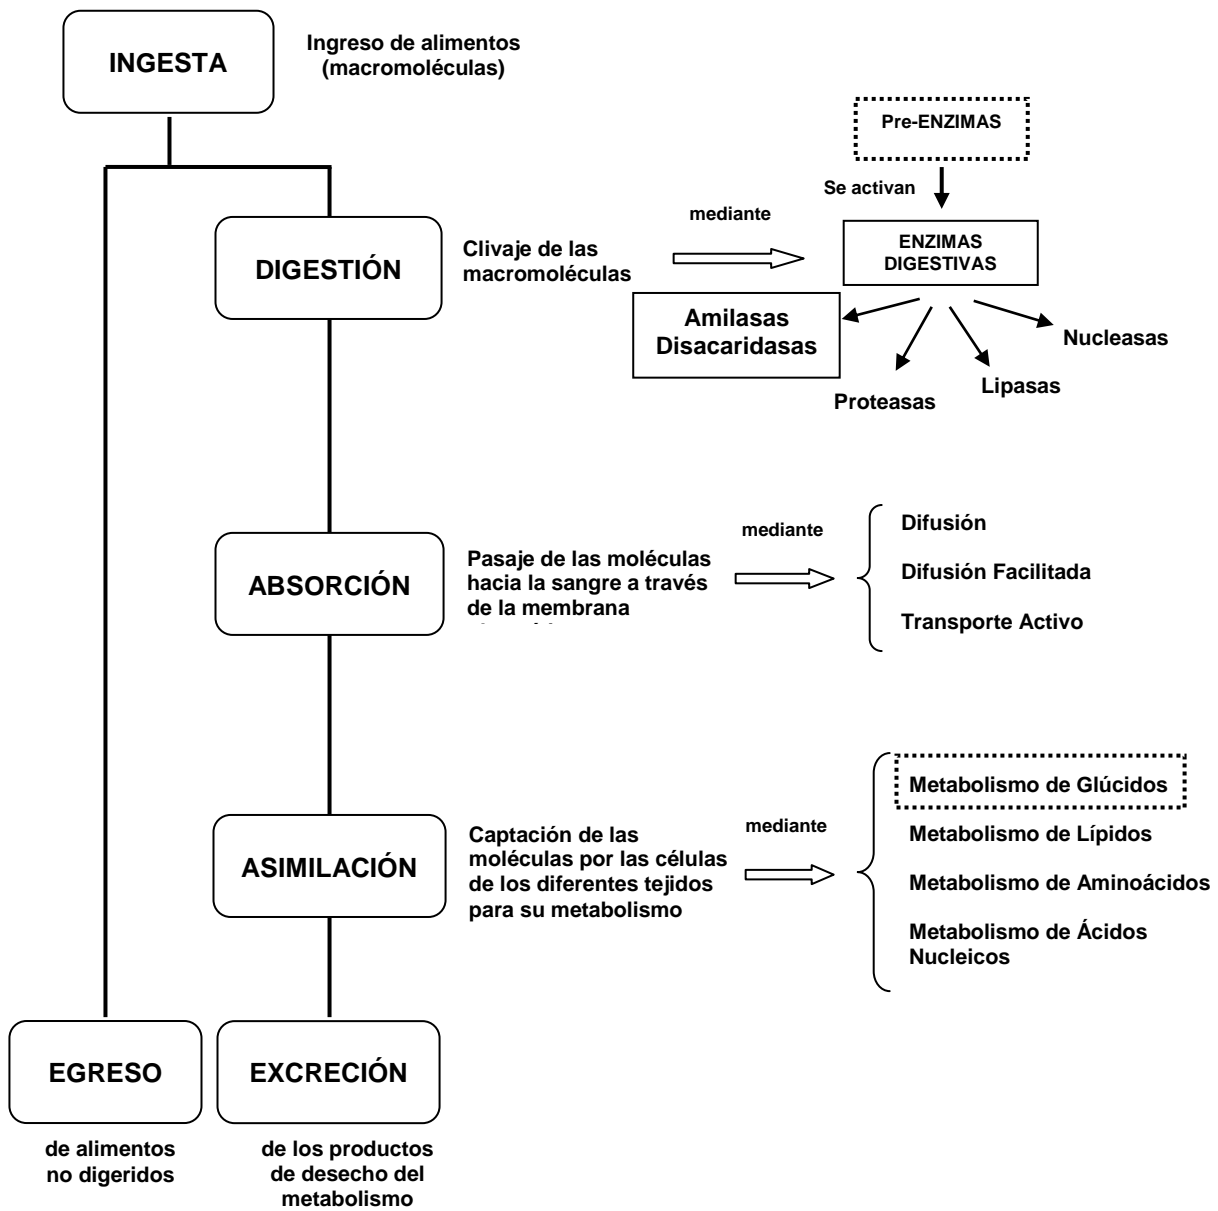 INGESTA
Ingreso de alimentos
(macromoléculas)
Pre-ENZIMAS
Se activan
mediante
ENZIMAS
DIGESTIVAS
DIGESTIÓN
Clivaje de las
macromoléculas
Amilasas
Disacaridasas
Nucleasas
Lipasas
Proteasas
ABSORCIÓN
Pasaje de las moléculas
hacia la sangre a través
de la membrana
mediante
Difusión
Difusión Facilitada
Transporte Activo
ASIMILACIÓN
Captación de las
moléculas por las células
de los diferentes tejidos
para su metabolismo
mediante
Metabolismo de Glúcidos
Metabolismo de Lípidos
Metabolismo de Aminoácidos
Metabolismo de Ácidos
Nucleicos
EGRESO
EXCRECIÓN
de alimentos
no digeridos
de los productos
de desecho del
metabolismo